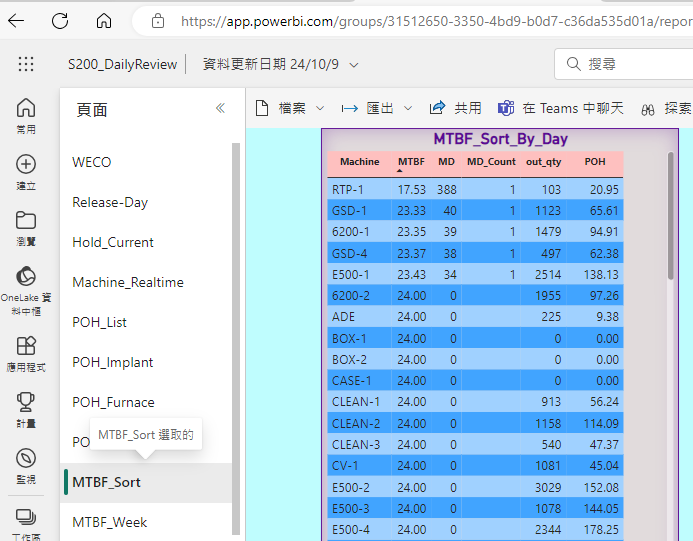 https://app.powerbi.com/groups/31512650-3350-4bd9-b0d7-c36da535d01a/repor
S200_DailyReview 資料更新日期 24/10/9 搜尋
常用
建立
瀏覽
OneLake 資
料中樞
應用程式
計量
監視
工作區
頁面
WECO
Release-Day
Hold_Current
Machine_Realtime
POH_List
POH_Implant
POH_Furnace
PO
MTBF_Sort 選取的
MTBF_Sort
MTBF_Week
檔案 匯出 共用 在 Teams 中聊天 探索
MTBF_Sort_By_Day
Machine MTBF MD MD_Count out_qty POH
RTP-1 17.53 388 1 103 20.95
GSD-1 23.33 40 1 1123 65.61
6200-1 23.35 39 1 1479 94.91
GSD-4 23.37 38 1 497 62.38
E500-1 23.43 34 1 2514 138.13
6200-2 24.00 0 1955 97.26
ADE 24.00 0 225 9.38
BOX-1 24.00 0 0 0.00
BOX-2 24.00 0 0 0.00
CASE-1 24.00 0 0 0.00
CLEAN-1 24.00 0 913 56.24
CLEAN-2 24.00 0 1158 114.09
CLEAN-3 24.00 0 540 47.37
CV-1 24.00 0 1081 45.04
E500-2 24.00 0 3029 152.08
E500-3 24.00 0 1078 144.05
E500-4 24.00 0 2344 178.25